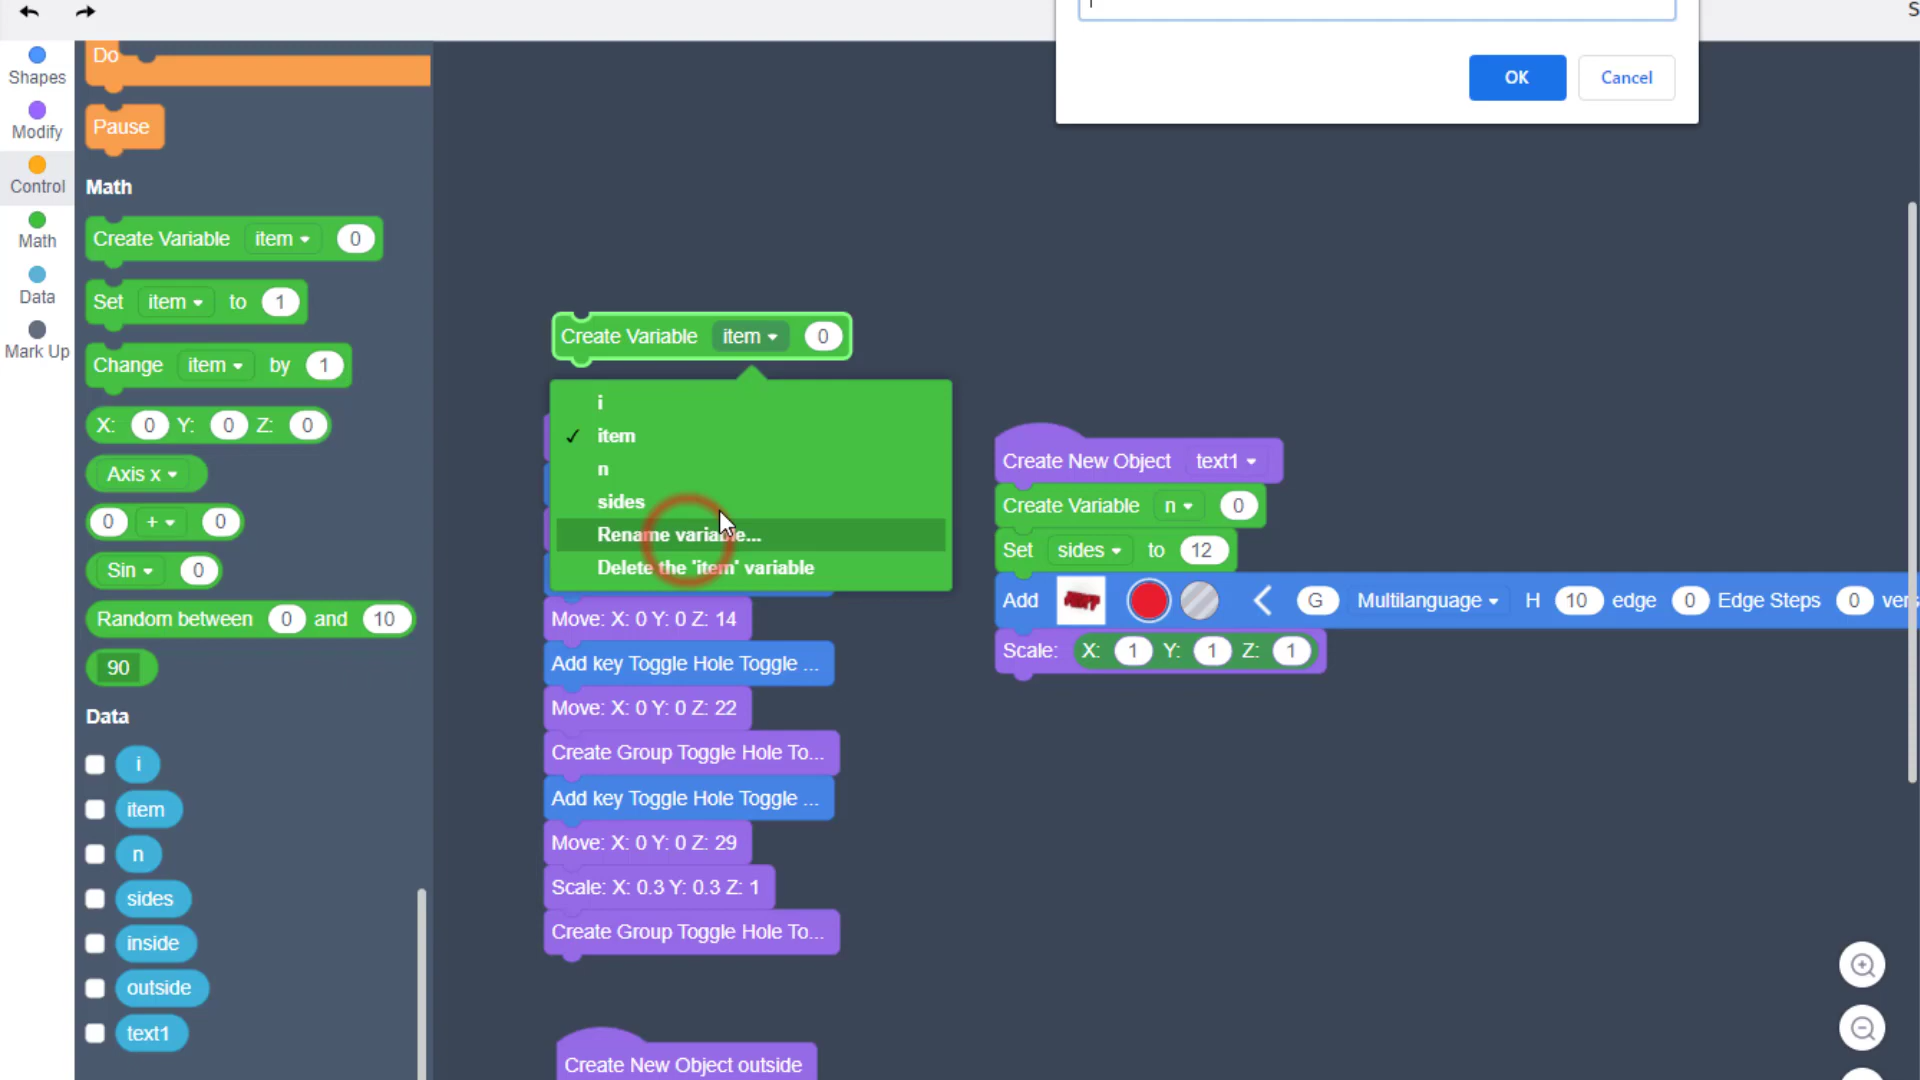 OK
Cancel
Shapes
Modify
Control
Math
Data
Mark Up
Do
Pause
Math
Create Variable item 0
Set item to 1
Change item by 1
X: 0 Y: 0 Z: 0
Axis x
0 + 0
Sin 0
Random between 0 and 10
90
Data
i
item
n
sides
inside
outside
text1
Create Variable item 0
i
✓ item
n
sides
Rename variable...
Delete the 'item' variable
Move: X: 0 Y: 0 Z: 14
Add key Toggle Hole Toggle ...
Move: X: 0 Y: 0 Z: 22
Create Group Toggle Hole To...
Add key Toggle Hole Toggle ...
Move: X: 0 Y: 0 Z: 29
Scale: X: 0.3 Y: 0.3 Z: 1
Create Group Toggle Hole To...
Create New Object outside
Create New Object text1
Create Variable n 0
Set sides to 12
Add G Multilanguage H 10 edge 0 Edge Steps 0
Scale: X: 1 Y: 1 Z: 1